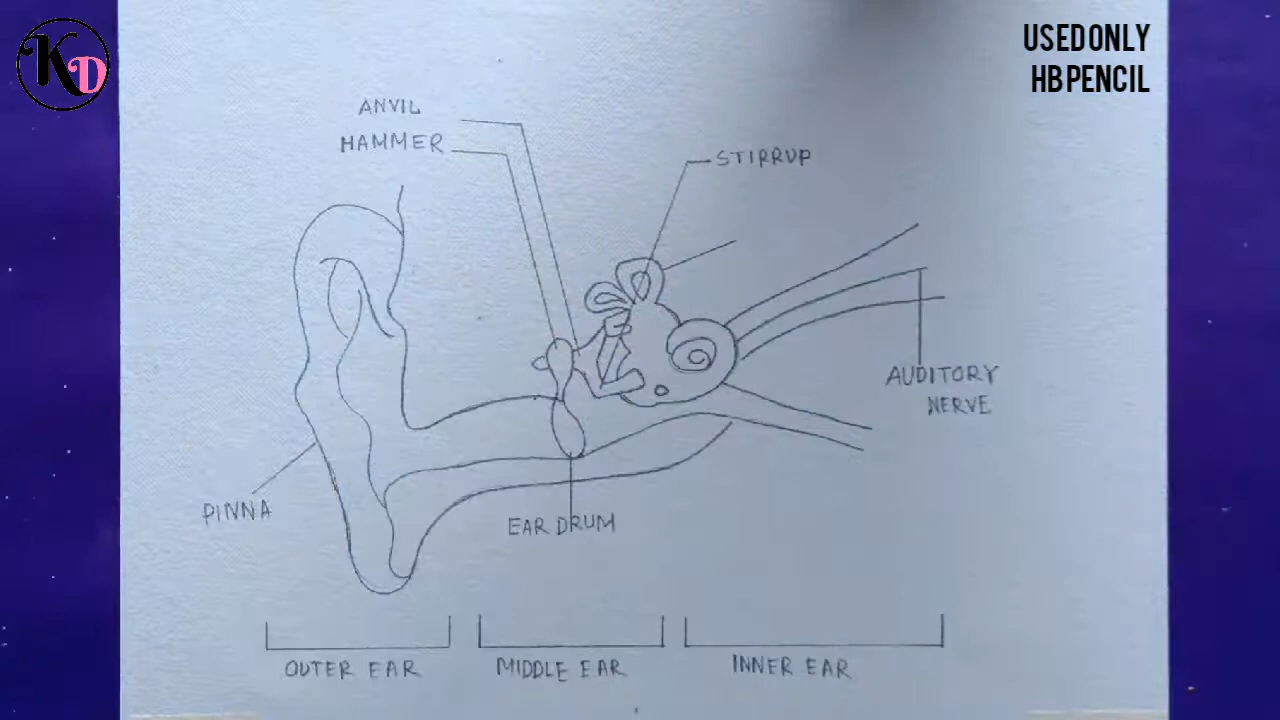 KD
USED ONLY
HB PENCIL
ANVIL
HAMMER
STIRRUP
AUDITORY
NERVE
PINNA
EAR DRUM
OUTER EAR
MIDDLE EAR
INNER EAR